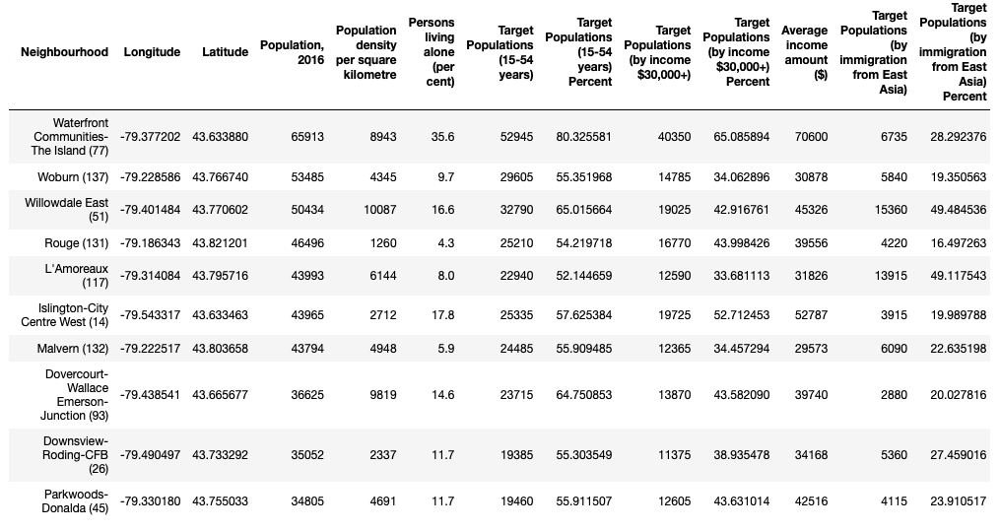 Neighbourhood
Longitude
Latitude
Population,
2016
Population
density
per square
kilometre
Persons
living
alone
(per
cent)
Target
Populations
(15-54
years)
Target
Populations
(15-54
years)
Percent
Target
Populations
(by income
$30,000+)
Target
Populations
(by income
$30,000+)
Percent
Average
income
amount
($)
Target
Populations
(by
immigration
from East
Asia)
Target
Populations
(by
immigration
from East
Asia)
Percent
Waterfront
Communities-
The Island (77)
-79.377202 43.633880 65913 8943 35.6 52945 80.325581 40350 65.085894 70600 6735 28.292376
Woburn (137) -79.228586 43.766740 53485 4345 9.7 29605 55.351968 14785 34.062896 30878 5840 19.350563
Willowdale East
(51)
-79.401484 43.770602 50434 10087 16.6 32790 65.015664 19025 42.916761 45326 15360 49.484536
Rouge (131) -79.186343 43.821201 46496 1260 4.3 25210 54.219718 16770 43.998426 39556 4220 16.497263
L'Amoreaux
(117)
-79.314084 43.795716 43993 6144 8.0 22940 52.144659 12590 33.681113 31826 13915 49.117543
Islington-City
Centre West (14)
-79.543317 43.633463 43965 2712 17.8 25335 57.625384 19725 52.712453 52787 3915 19.989788
Malvern (132) -79.222517 43.803658 43794 4948 5.9 24485 55.909485 12365 34.457294 29573 6090 22.635198
Dovercourt-
Wallace
Emerson-
Junction (93)
-79.438541 43.665677 36625 9819 14.6 23715 64.750853 13870 43.582090 39740 2880 20.027816
Downsview-
Roding-CFB
(26)
-79.490497 43.733292 35052 2337 11.7 19385 55.303549 11375 38.935478 34168 5360 27.459016
Parkwoods-
Donalda (45)
-79.330180 43.755033 34805 4691 11.7 19460 55.911507 12605 43.631014 42516 4115 23.910517